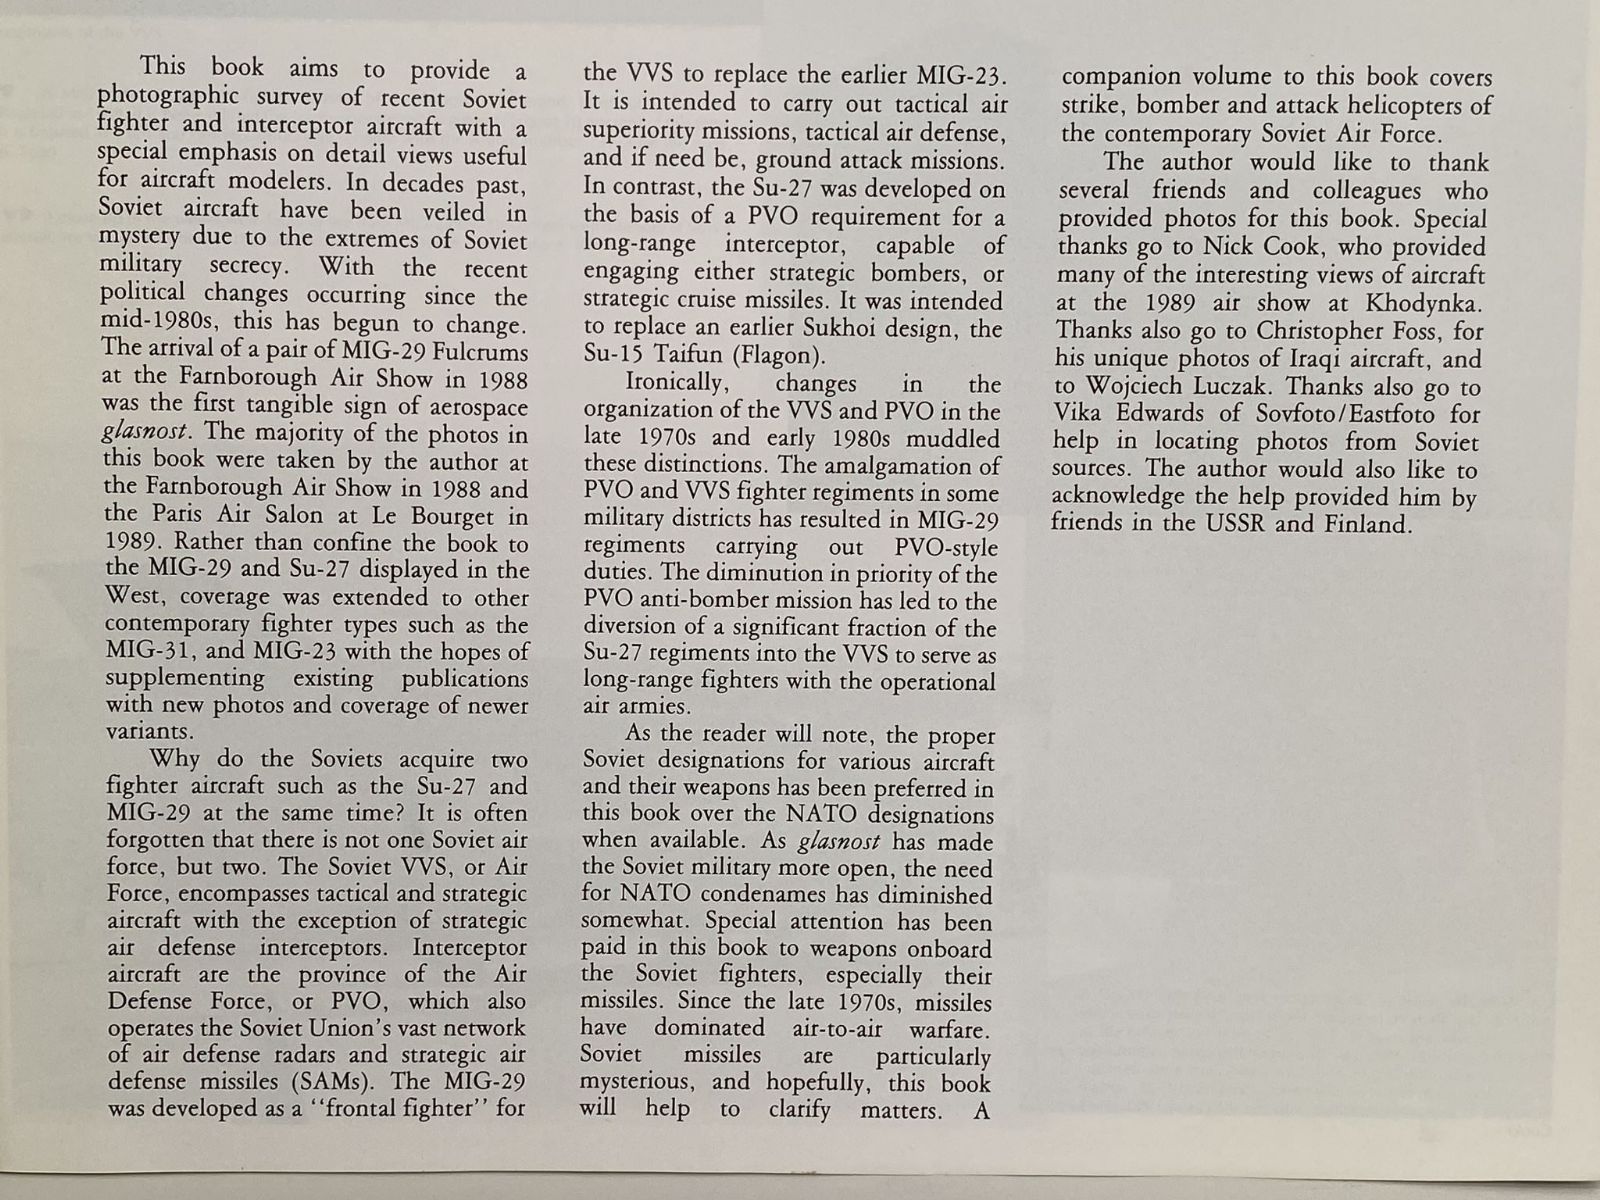 This book aims to provide a
photographic survey of recent Soviet
fighter and interceptor aircraft with a
special emphasis on detail views useful
for aircraft modelers. In decades past,
Soviet aircraft have been veiled in
mystery due to the extremes of Soviet
military secrecy. With the recent
political changes occurring since the
mid-1980s, this has begun to change.
The arrival of a pair of MIG-29 Fulcrums
at the Farnborough Air Show in 1988
was the first tangible sign of aerospace
glasnost. The majority of the photos in
this book were taken by the author at
the Farnborough Air Show in 1988 and
the Paris Air Salon at Le Bourget in
1989. Rather than confine the book to
the MIG-29 and Su-27 displayed in the
West, coverage was extended to other
contemporary fighter types such as the
MIG-31, and MIG-23 with the hopes of
supplementing existing publications
with new photos and coverage of newer
variants.
Why do the Soviets acquire two
fighter aircraft such as the Su-27 and
MIG-29 at the same time? It is often
forgotten that there is not one Soviet air
force, but two. The Soviet VVS, or Air
Force, encompasses tactical and strategic
aircraft with the exception of strategic
air defense interceptors. Interceptor
aircraft are the province of the Air
Defense Force, or PVO, which also
operates the Soviet Union's vast network
of air defense radars and strategic air
defense missiles (SAMs). The MIG-29
was developed as a ‘‘frontal fighter’’ for
the VVS to replace the earlier MIG-23.
It is intended to carry out tactical air
superiority missions, tactical air defense,
and if need be, ground attack missions.
In contrast, the Su-27 was developed on
the basis of a PVO requirement for a
long-range interceptor, capable of
engaging either strategic bombers, or
strategic cruise missiles. It was intended
to replace an earlier Sukhoi design, the
Su-15 Taifun (Flagon).
Ironically, changes in the
organization of the VVS and PVO in the
late 1970s and early 1980s muddled
these distinctions. The amalgamation of
PVO and VVS fighter regiments in some
military districts has resulted in MIG-29
regiments carrying out PVO-style
duties. The diminution in priority of the
PVO anti-bomber mission has led to the
diversion of a significant fraction of the
Su-27 regiments into the VVS to serve as
long-range fighters with the operational
air armies.
As the reader will note, the proper
Soviet designations for various aircraft
and their weapons has been preferred in
this book over the NATO designations
when available. As glasnost has made
the Soviet military more open, the need
for NATO condenames has diminished
somewhat. Special attention has been
paid in this book to weapons onboard
the Soviet fighters, especially their
missiles. Since the late 1970s, missiles
have dominated air-to-air warfare.
Soviet missiles are particularly
mysterious, and hopefully, this book
will help to clarify matters. A
companion volume to this book covers
strike, bomber and attack helicopters of
the contemporary Soviet Air Force.
The author would like to thank
several friends and colleagues who
provided photos for this book. Special
thanks go to Nick Cook, who provided
many of the interesting views of aircraft
at the 1989 air show at Khodynka.
Thanks also go to Christopher Foss, for
his unique photos of Iraqi aircraft, and
to Wojciech Luczak. Thanks also go to
Vika Edwards of Sovfoto/Eastfoto for
help in locating photos from Soviet
sources. The author would also like to
acknowledge the help provided him by
friends in the USSR and Finland.